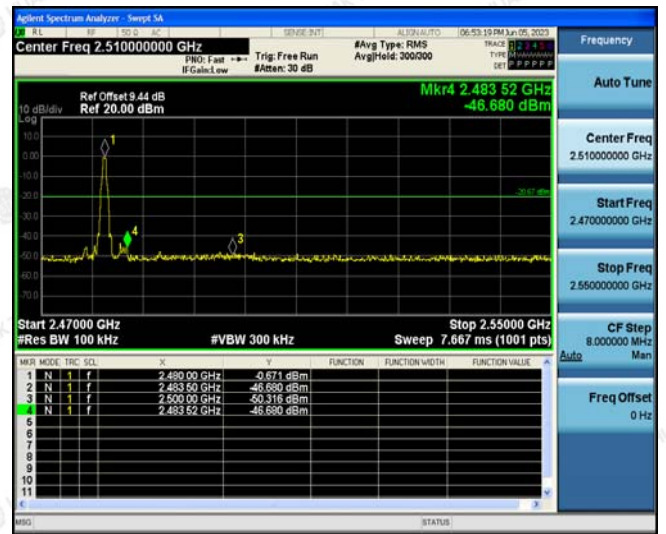 Agilent Spectrum Analyzer - Swept SA
RL RF 50 Ω AC SENSE:INT ALIGN AUTO 06:53:19 PM Jun 05, 2023
Center Freq 2.510000000 GHz
PNO: Fast
IFGain:Low
Trig: Free Run
#Atten: 30 dB
#Avg Type: RMS
Avg|Hold: 300/300
TRACE 1 2 3 4 5 6
TYPE M
DET P P P P P P
Frequency
Auto Tune
Center Freq
2.510000000 GHz
Start Freq
2.470000000 GHz
Stop Freq
2.550000000 GHz
CF Step
8.000000 MHz
Auto Man
Freq Offset
0 Hz
Mkr4 2.483 52 GHz
-46.680 dBm
Ref Offset 9.44 dB
10 dB/div Ref 20.00 dBm
Log
10.0
0.00
-10.0
-20.0
-30.0
-40.0
-50.0
-60.0
-70.0
1
4
3
-20.67 dBm
Start 2.47000 GHz Stop 2.55000 GHz
#Res BW 100 kHz #VBW 300 kHz Sweep 7.667 ms (1001 pts)
MKR MODE TRC SCL X Y FUNCTION FUNCTION WIDTH FUNCTION VALUE
1 N 1 f 2.480 00 GHz -0.671 dBm
2 N 1 f 2.483 50 GHz -46.680 dBm
3 N 1 f 2.500 00 GHz -50.316 dBm
4 N 1 f 2.483 52 GHz -46.680 dBm
5
6
7
8
9
10
11
MSG STATUS